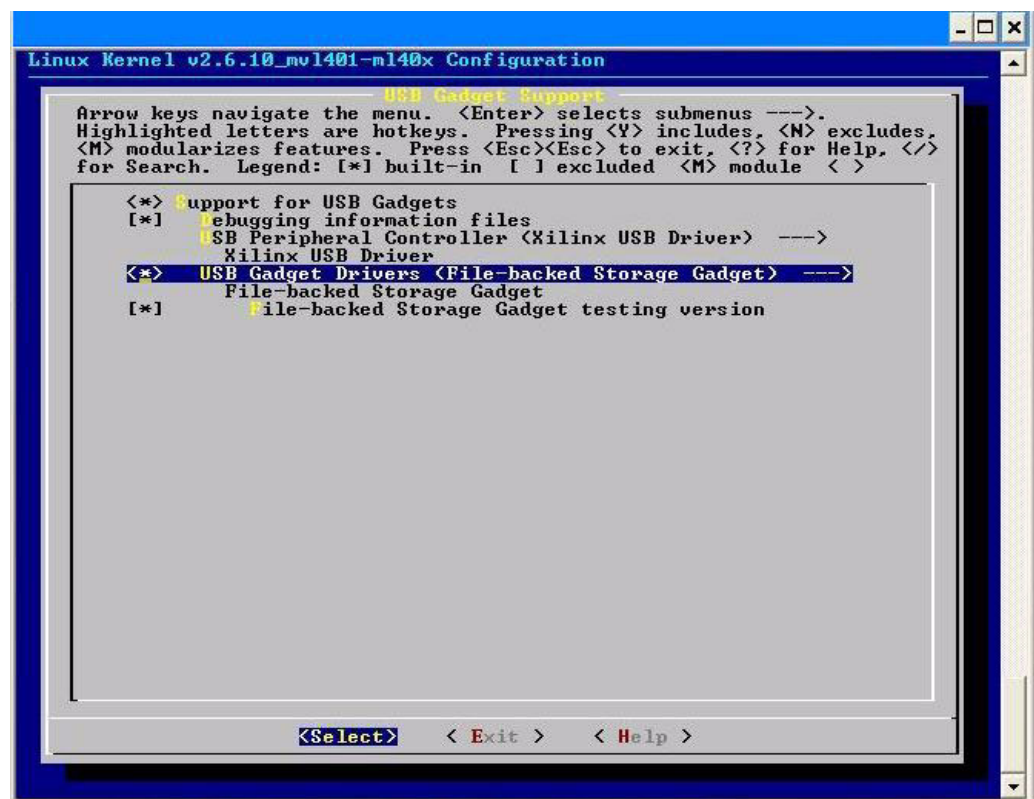 Linux Kernel v2.6.10_mvl401-ml40x Configuration
USB Gadget Support
Arrow keys navigate the menu.  <Enter> selects submenus --->.
Highlighted letters are hotkeys.  Pressing <Y> includes, <N> excludes,
<M> modularizes features.  Press <Esc><Esc> to exit, <?> for Help, </>
for Search.  Legend: [*] built-in  [ ] excluded  <M> module  < >
<*> Support for USB Gadgets
[*]   Debugging information files
USB Peripheral Controller (Xilinx USB Driver)  --->
Xilinx USB Driver
<*>   USB Gadget Drivers (File-backed Storage Gadget)  --->
File-backed Storage Gadget
[*]     File-backed Storage Gadget testing version
<Select>    < Exit >    < Help >